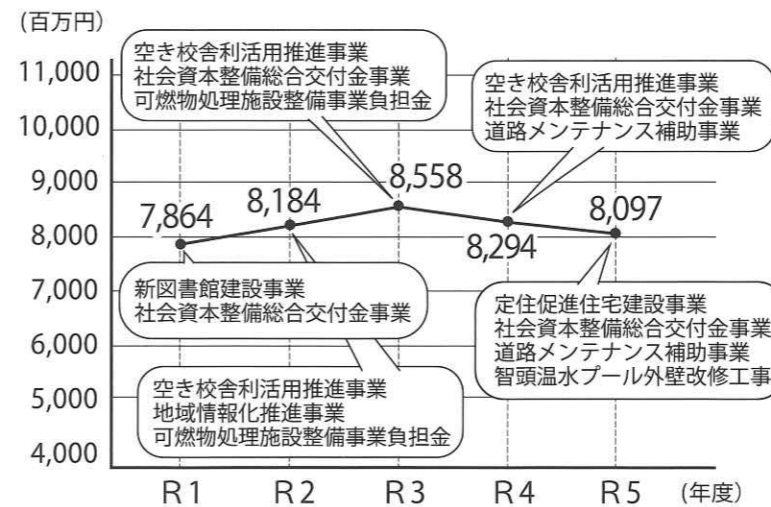 (百万円)
11,000
10,000
9,000
8,000
7,000
6,000
5,000
4,000
空き校舎利活用推進事業
社会資本整備総合交付金事業
可燃物処理施設整備事業負担金
空き校舎利活用推進事業
社会資本整備総合交付金事業
道路メンテナンス補助事業
7,864
8,184
8,558
8,294
8,097
新図書館建設事業
社会資本整備総合交付金事業
空き校舎利活用推進事業
地域情報化推進事業
可燃物処理施設整備事業負担金
定住促進住宅建設事業
社会資本整備総合交付金事業
道路メンテナンス補助事業
智頭温水プール外壁改修工事
R1 R2 R3 R4 R5 (年度)